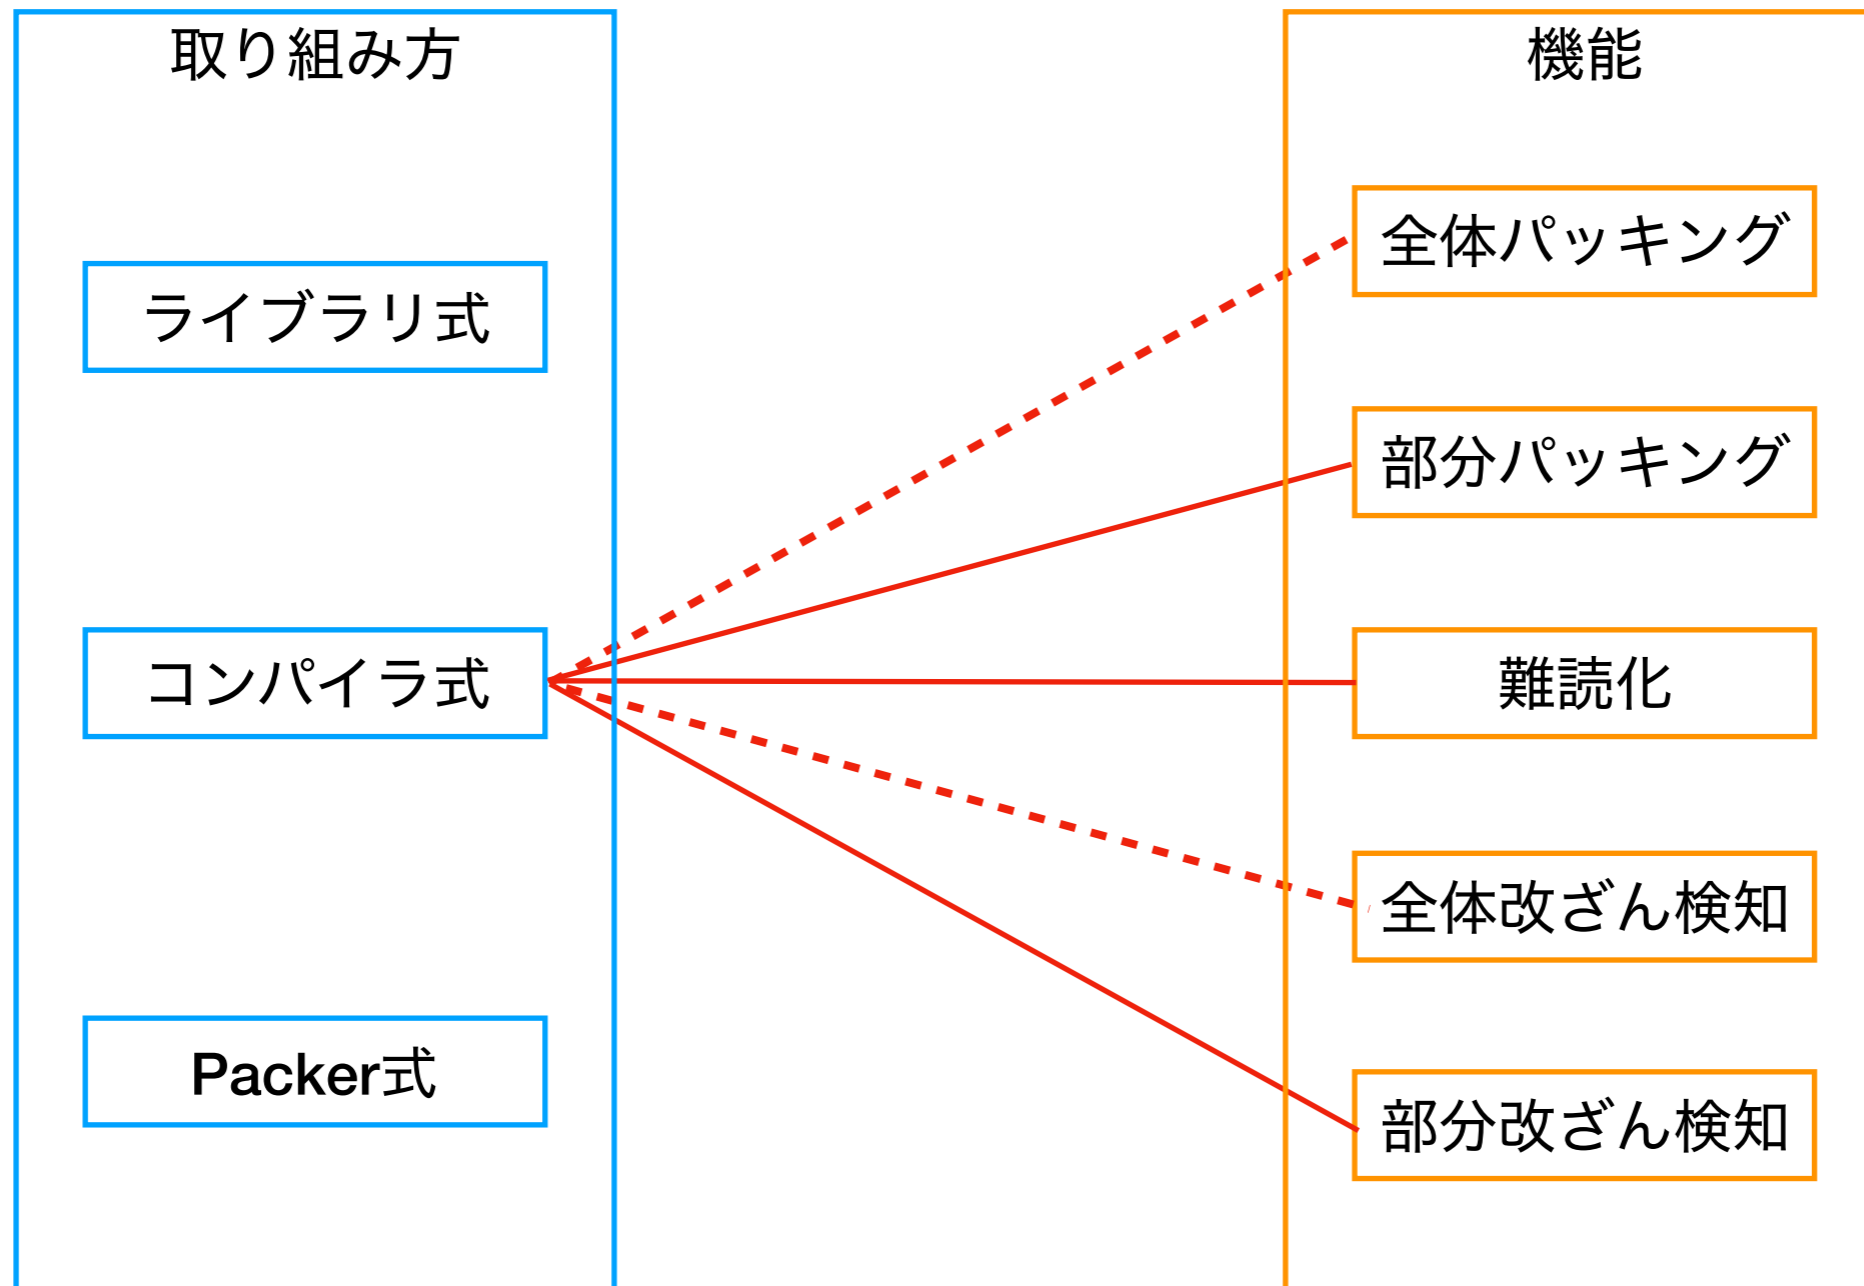 取り組み方
ライブラリ式
コンパイラ式
Packer式
機能
全体パッキング
部分パッキング
難読化
全体改ざん検知
部分改ざん検知